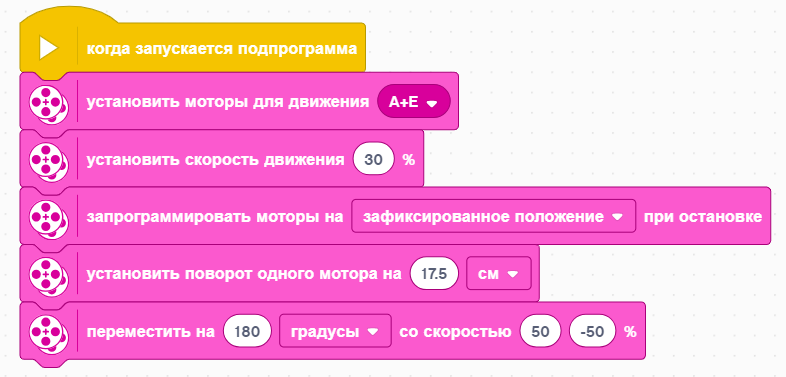 когда запускается подпрограмма
установить моторы для движения A+E
установить скорость движения 30 %
запрограммировать моторы на зафиксированное положение при остановке
установить поворот одного мотора на 17.5 см
переместить на 180 градусы со скоростью 50 -50 %